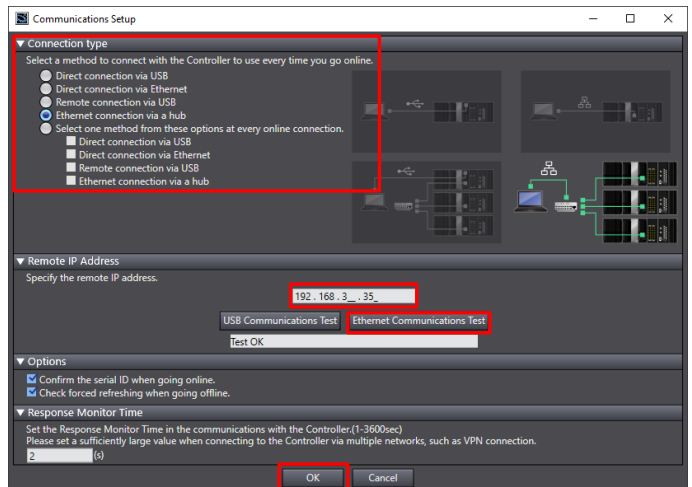 Communications Setup
▼ Connection type
Select a method to connect with the Controller to use every time you go online.
Direct connection via USB
Direct connection via Ethernet
Remote connection via USB
Ethernet connection via a hub
Select one method from these options at every online connection.
Direct connection via USB
Direct connection via Ethernet
Remote connection via USB
Ethernet connection via a hub
▼ Remote IP Address
Specify the remote IP address.
192 . 168 . 3__ . 35_
USB Communications Test Ethernet Communications Test
Test OK
▼ Options
Confirm the serial ID when going online.
Check forced refreshing when going offline.
▼ Response Monitor Time
Set the Response Monitor Time in the communications with the Controller.(1-3600sec)
Please set a sufficiently large value when connecting to the Controller via multiple networks, such as VPN connection.
2 (s)
OK Cancel